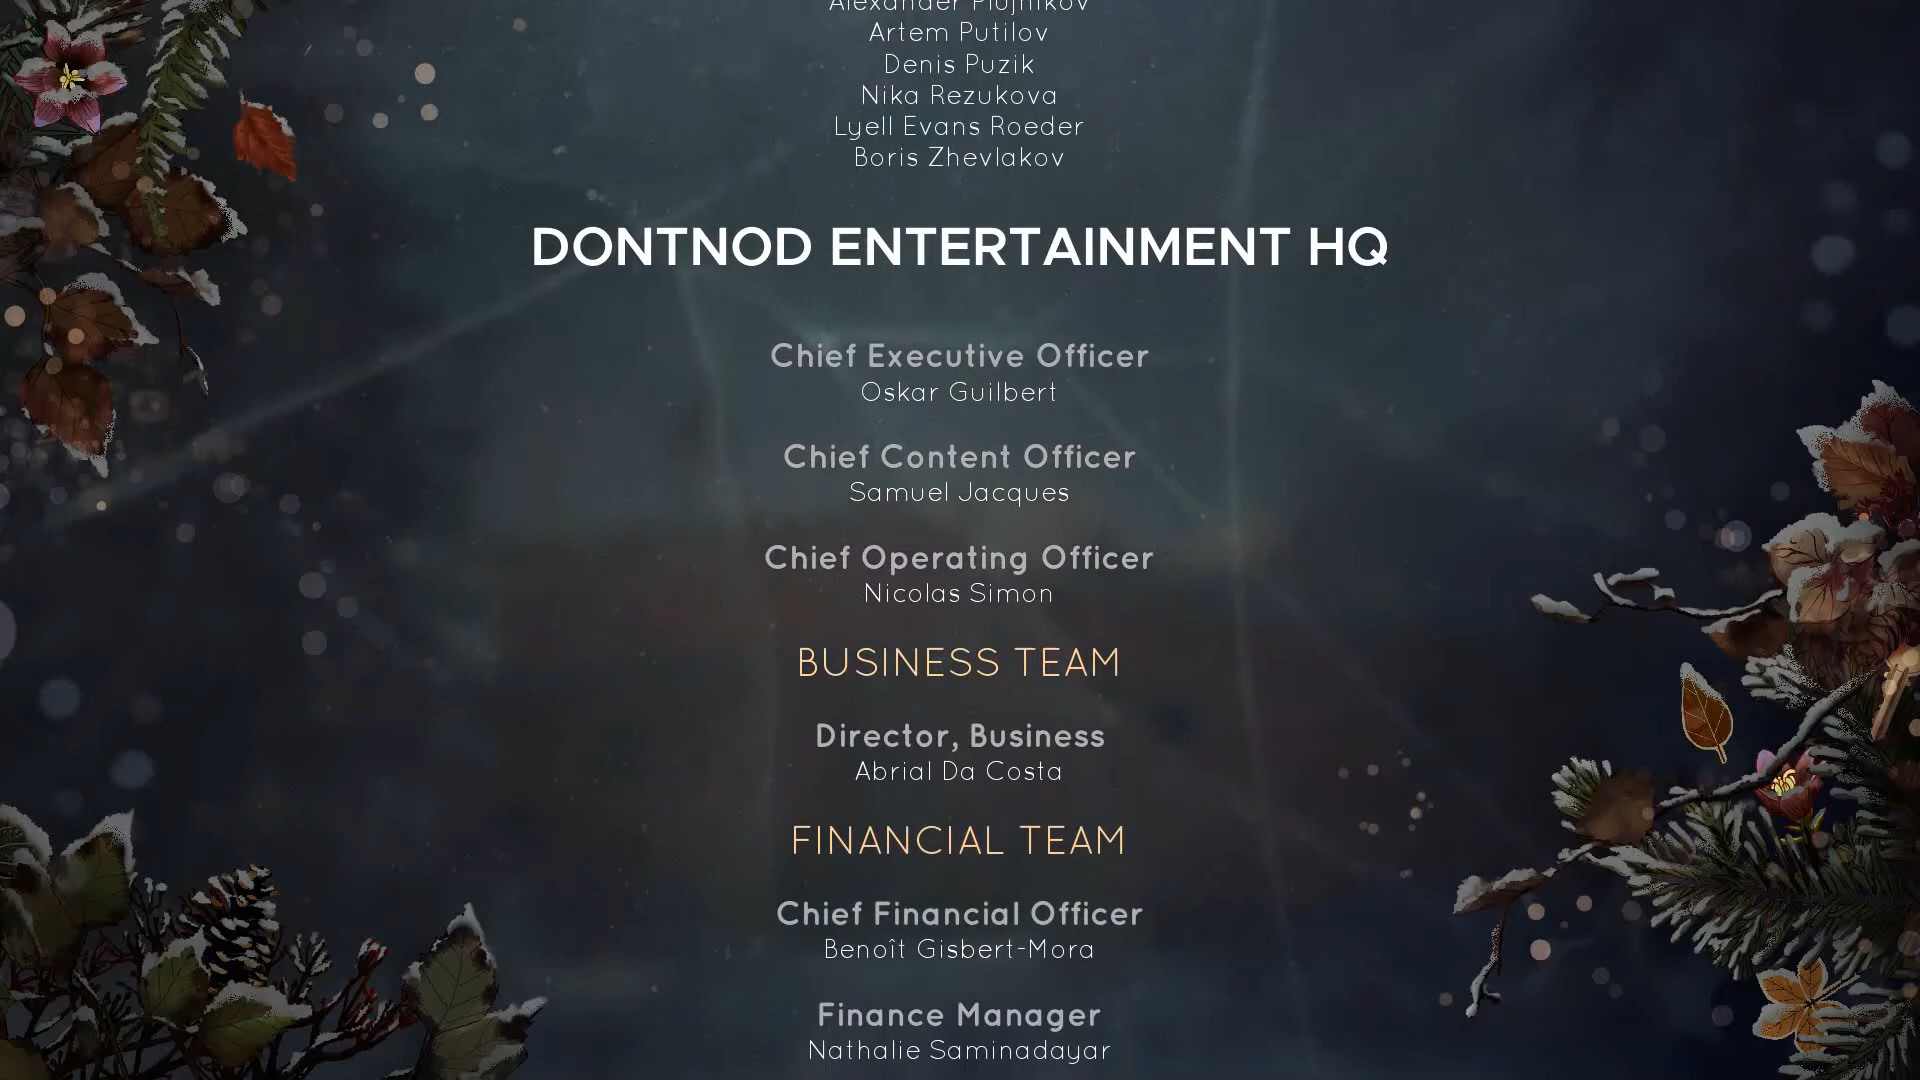 Alexander Plujnikov
Artem Putilov
Denis Puzik
Nika Rezukova
Lyell Evans Roeder
Boris Zhevlakov
DONTNOD ENTERTAINMENT HQ
Chief Executive Officer
Oskar Guilbert
Chief Content Officer
Samuel Jacques
Chief Operating Officer
Nicolas Simon
BUSINESS TEAM
Director, Business
Abrial Da Costa
FINANCIAL TEAM
Chief Financial Officer
Benoît Gisbert-Mora
Finance Manager
Nathalie Saminadayar